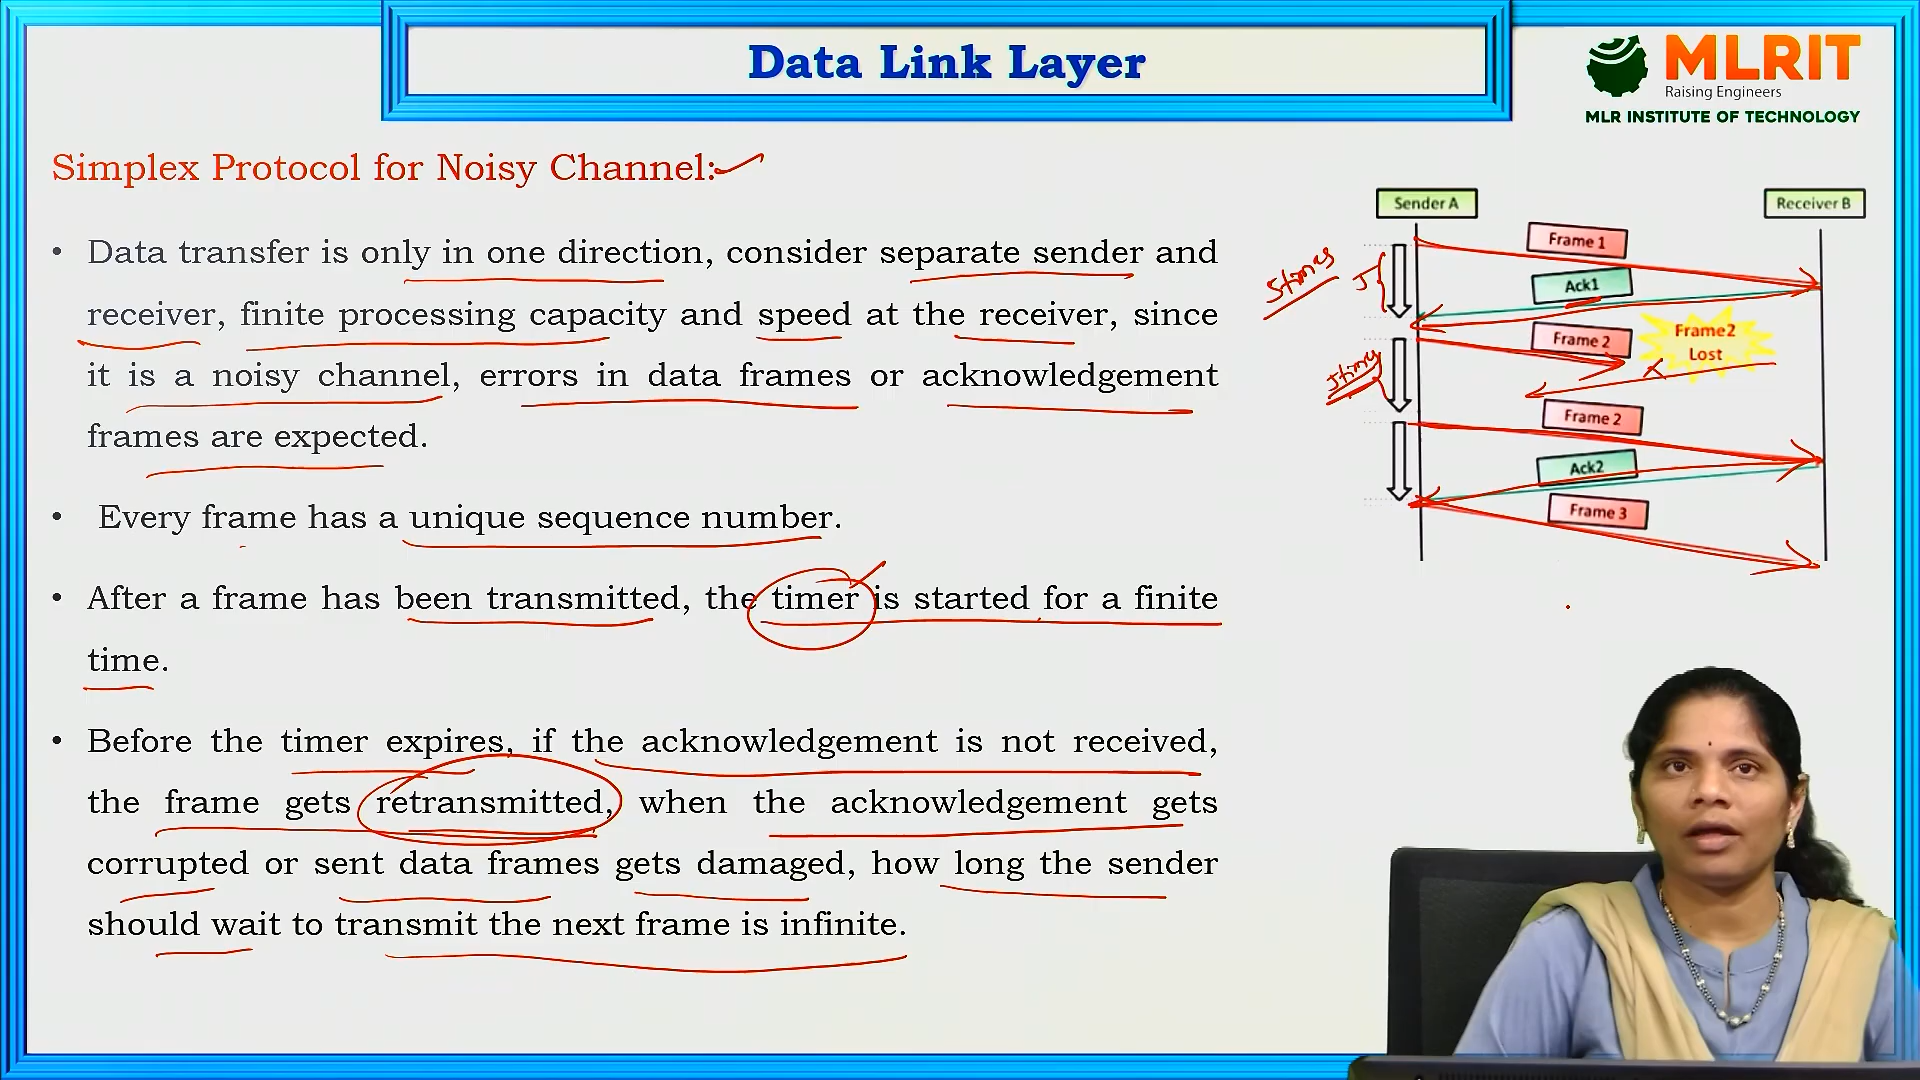 Data Link Layer
MLRIT
Raising Engineers
MLR INSTITUTE OF TECHNOLOGY
Simplex Protocol for Noisy Channel:
• Data transfer is only in one direction, consider separate sender and
receiver, finite processing capacity and speed at the receiver, since
it is a noisy channel, errors in data frames or acknowledgement
frames are expected.
• Every frame has a unique sequence number.
• After a frame has been transmitted, the timer is started for a finite
time.
• Before the timer expires, if the acknowledgement is not received,
the frame gets retransmitted, when the acknowledgement gets
corrupted or sent data frames gets damaged, how long the sender
should wait to transmit the next frame is infinite.
Sender A
Receiver B
Frame 1
Ack1
Frame 2
Frame2
Lost
Frame 2
Ack2
Frame 3